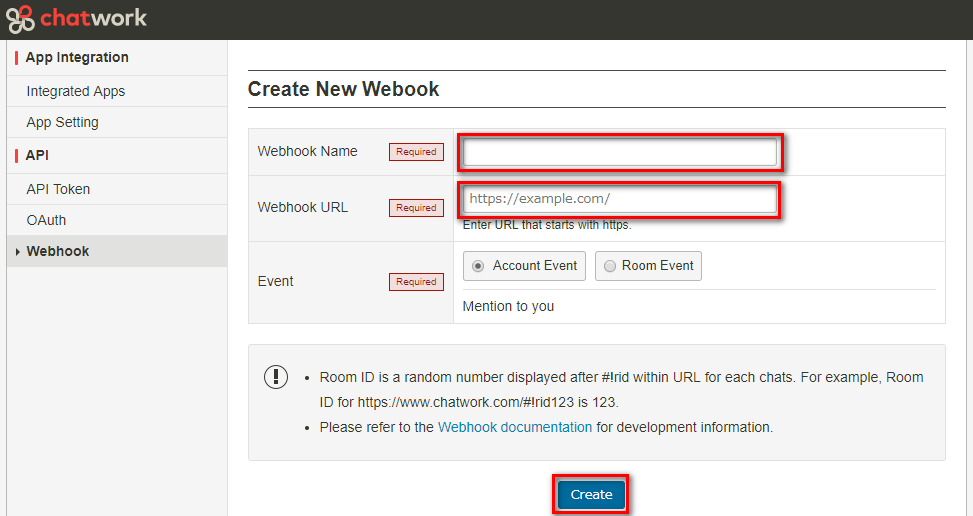 chatwork
App Integration
Integrated Apps
App Setting
API
API Token
OAuth
Webhook
Create New Webook
Webhook Name Required
Webhook URL Required https://example.com/
Enter URL that starts with https.
Event Required Account Event Room Event
Mention to you
Room ID is a random number displayed after #!rid within URL for each chats. For example, Room
ID for https://www.chatwork.com/#!rid123 is 123.
Please refer to the Webhook documentation for development information.
Create